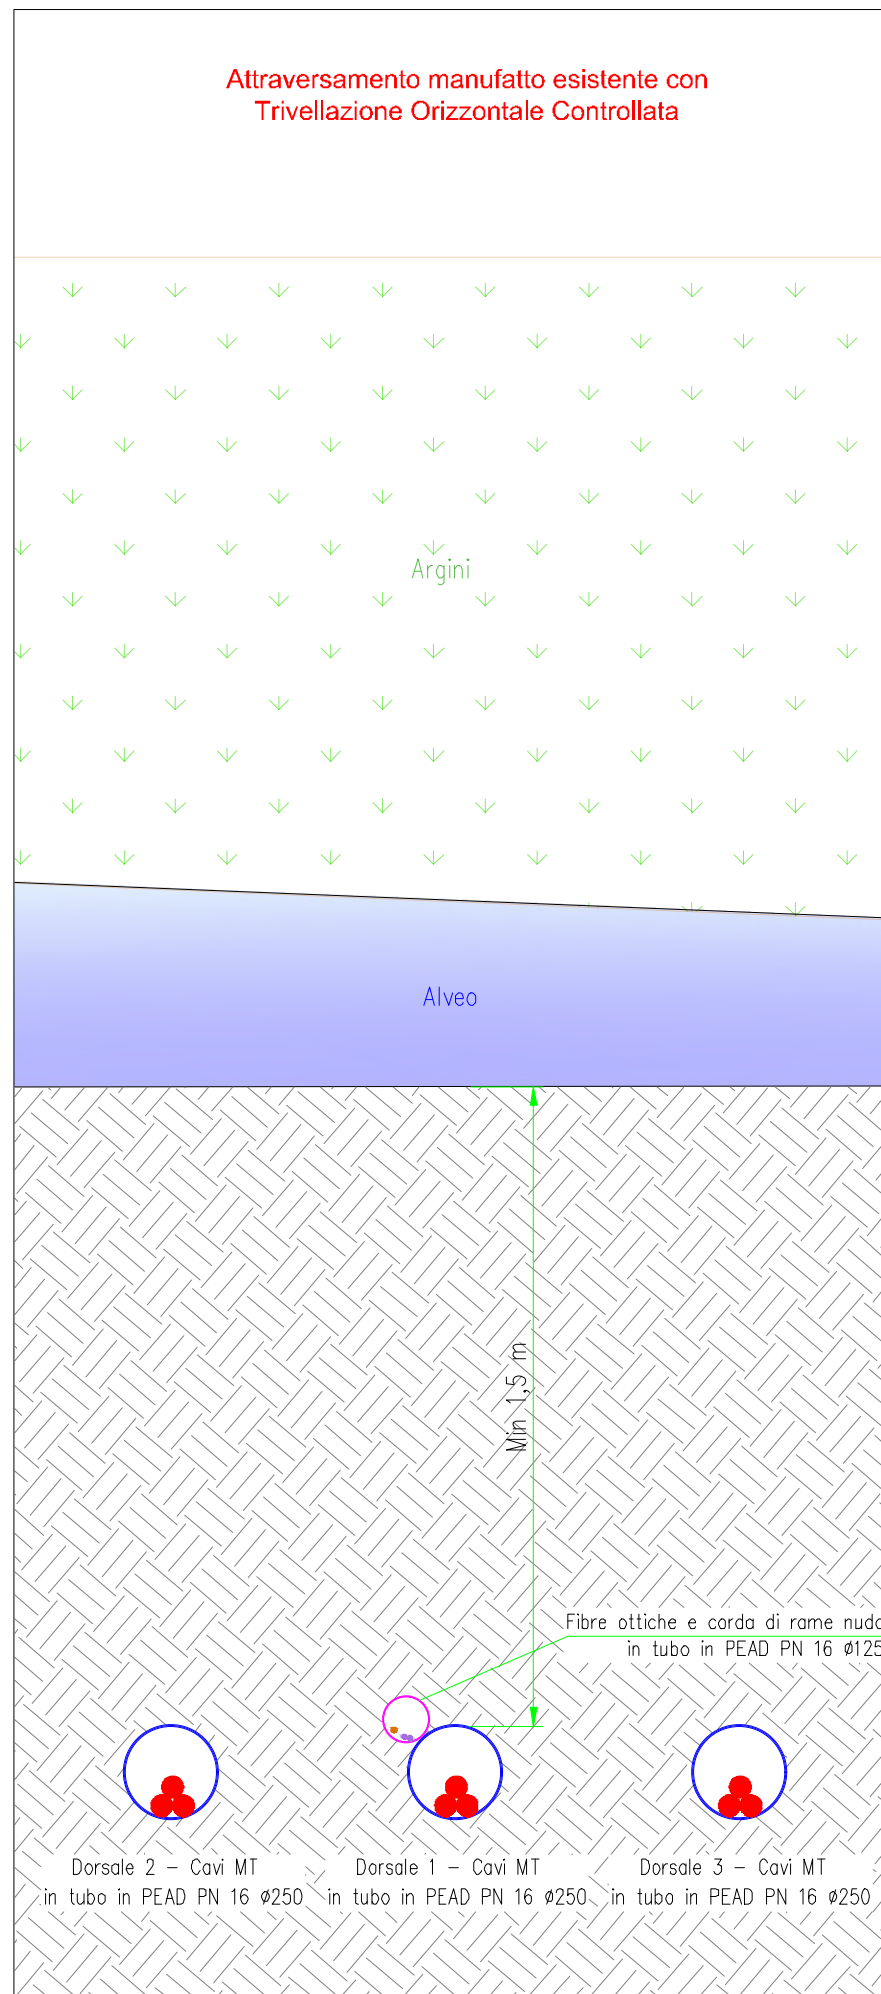 Attraversamento manufatto esistente con
Trivellazione Orizzontale Controllata
Argini
Alveo
Min 1,5 m
Fibre ottiche e corda di rame nudo
in tubo in PEAD PN 16 Ø125
Dorsale 2 – Cavi MT
in tubo in PEAD PN 16 Ø250
Dorsale 1 – Cavi MT
in tubo in PEAD PN 16 Ø250
Dorsale 3 – Cavi MT
in tubo in PEAD PN 16 Ø250